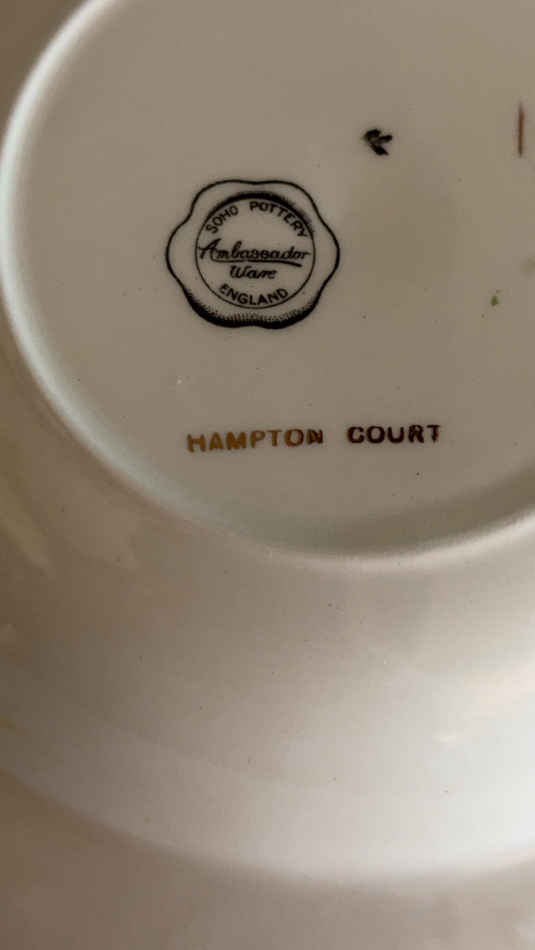 SOHO POTTERY
Ambassador
Ware
ENGLAND
HAMPTON COURT